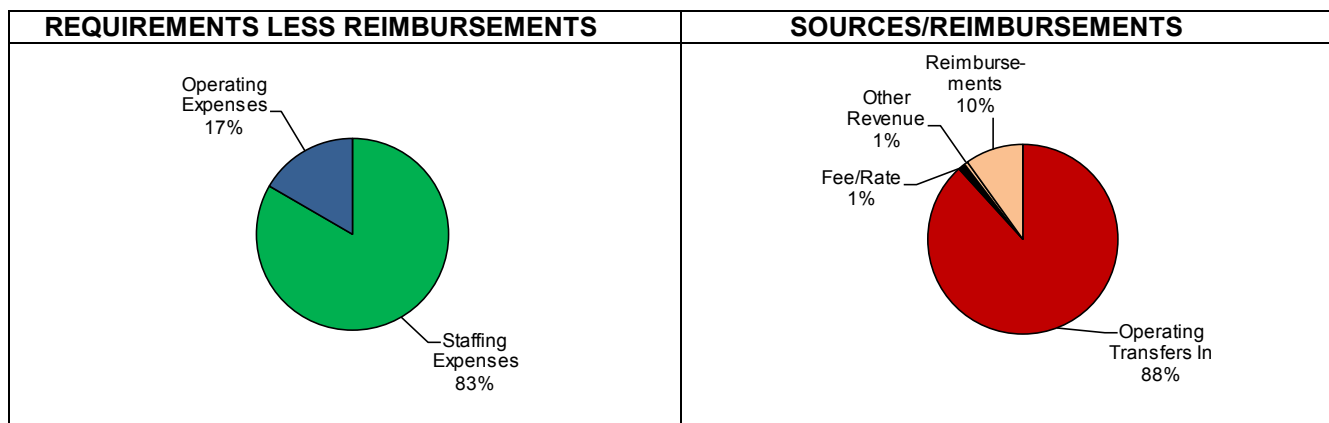 REQUIREMENTS LESS REIMBURSEMENTS
Operating
Expenses
17%
Staffing
Expenses
83%
SOURCES/REIMBURSEMENTS
Reimburse-
ments
10%
Other
Revenue
1%
Fee/Rate
1%
Operating
Transfers In
88%